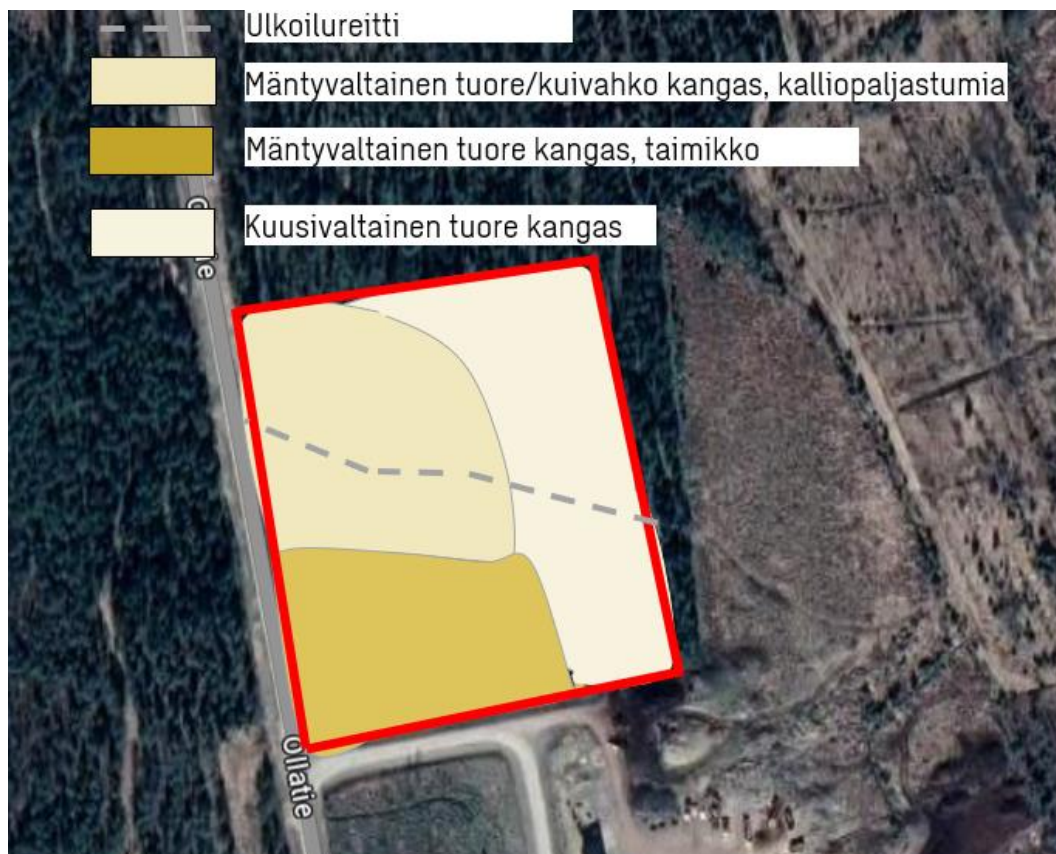 Ulkoilureitti
Mäntyvaltainen tuore/kuivahko kangas, kalliopaljastumia
Mäntyvaltainen tuore kangas, taimikko
Kuusivaltainen tuore kangas
Ollatie